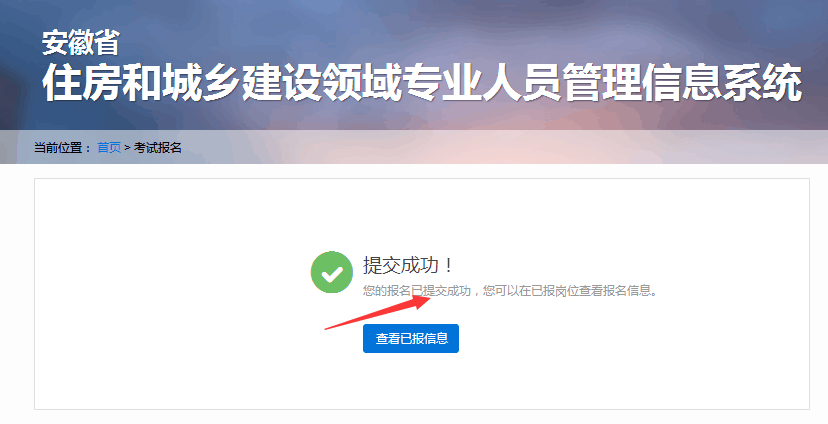 安徽省
住房和城乡建设领域专业人员管理信息系统
当前位置： 首页 > 考试报名
提交成功！
您的报名已提交成功，您可以在已报岗位查看报名信息。
查看已报信息